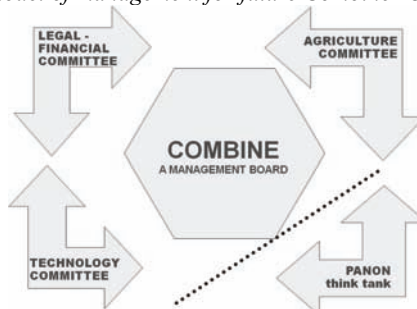 LEGAL -
FINANCIAL
COMMITTEE
AGRICULTURE
COMMITTEE
COMBINE
A MANAGEMENT BOARD
TECHNOLOGY
COMMITTEE
PANON
think tank